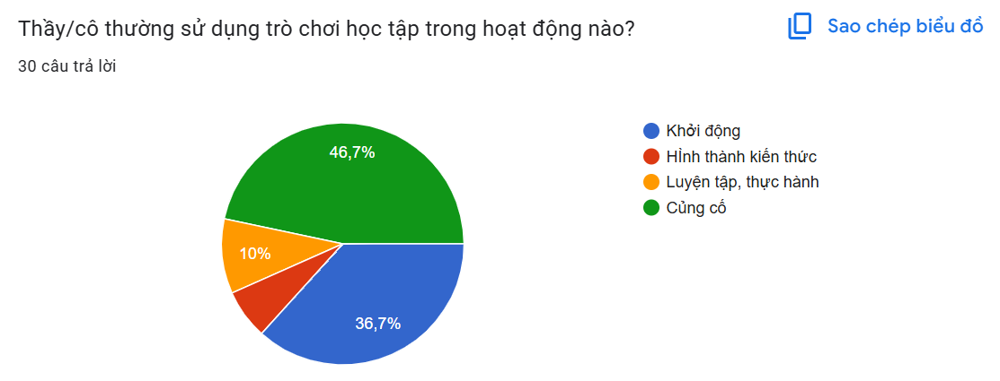 Thầy/cô thường sử dụng trò chơi học tập trong hoạt động nào?
Sao chép biểu đồ
30 câu trả lời
46,7%
10%
36,7%
Khởi động
HÌnh thành kiến thức
Luyện tập, thực hành
Củng cố